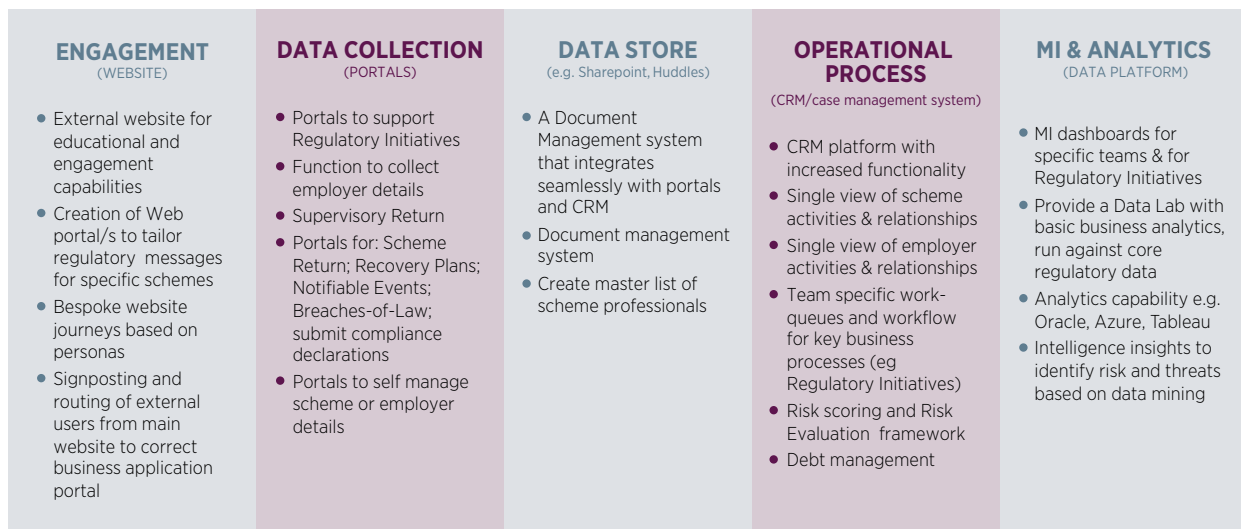 ENGAGEMENT
(WEBSITE)
• External website for
educational and
engagement
capabilities
• Creation of Web
portal/s to tailor
regulatory messages
for specific schemes
• Bespoke website
journeys based on
personas
• Signposting and
routing of external
users from main
website to correct
business application
portal
DATA COLLECTION
(PORTALS)
• Portals to support
Regulatory Initiatives
• Function to collect
employer details
• Supervisory Return
• Portals for: Scheme
Return; Recovery Plans;
Notifiable Events;
Breaches-of-Law;
submit compliance
declarations
• Portals to self manage
scheme or employer
details
DATA STORE
(e.g. Sharepoint, Huddles)
• A Document
Management system
that integrates
seamlessly with portals
and CRM
• Document management
system
• Create master list of
scheme professionals
OPERATIONAL
PROCESS
(CRM/case management system)
• CRM platform with
increased functionality
• Single view of scheme
activities & relationships
• Single view of employer
activities & relationships
• Team specific work-
queues and workflow
for key business
processes (eg
Regulatory Initiatives)
• Risk scoring and Risk
Evaluation framework
• Debt management
MI & ANALYTICS
(DATA PLATFORM)
• MI dashboards for
specific teams & for
Regulatory Initiatives
• Provide a Data Lab with
basic business analytics,
run against core
regulatory data
• Analytics capability e.g.
Oracle, Azure, Tableau
• Intelligence insights to
identify risk and threats
based on data mining